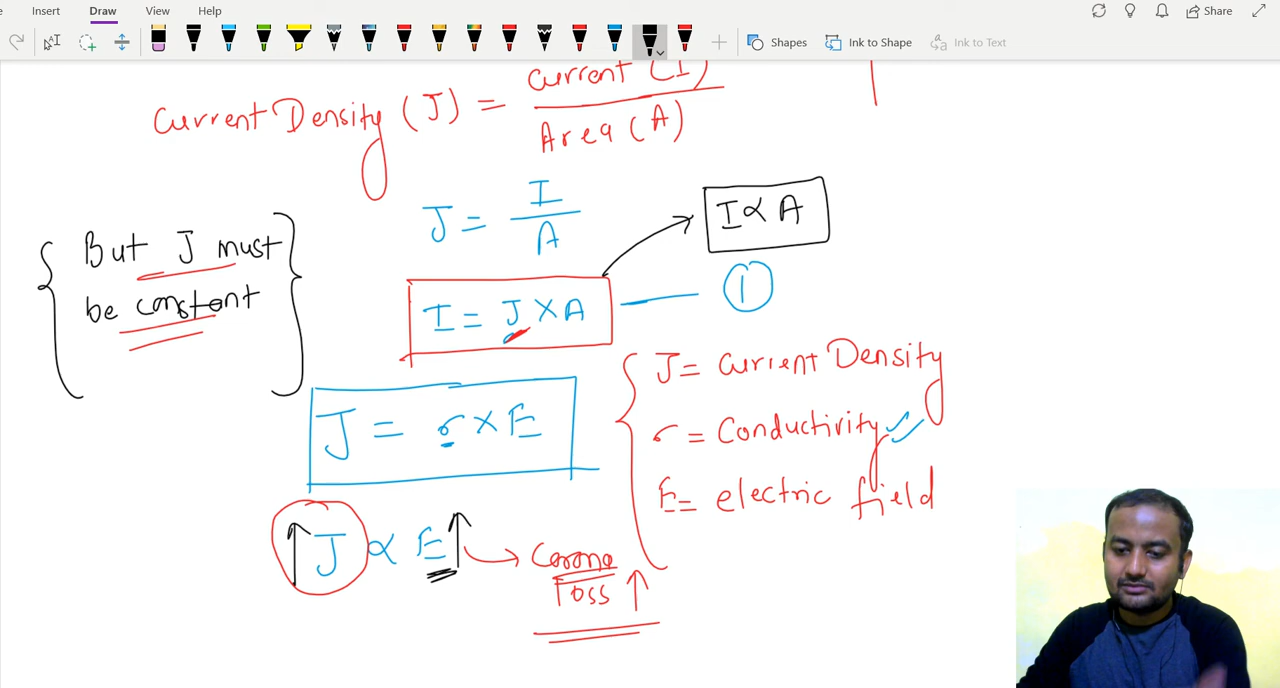 Insert Draw View Help
Share
Shapes Ink to Shape Ink to Text
Current Density (J) = Current (I) / Area (A)
J = I / A
I ∝ A
But J must
be constant
I = J × A
1
J = σ × E
J = Current Density
σ = Conductivity
E = electric field
J ∝ E
Corona
loss